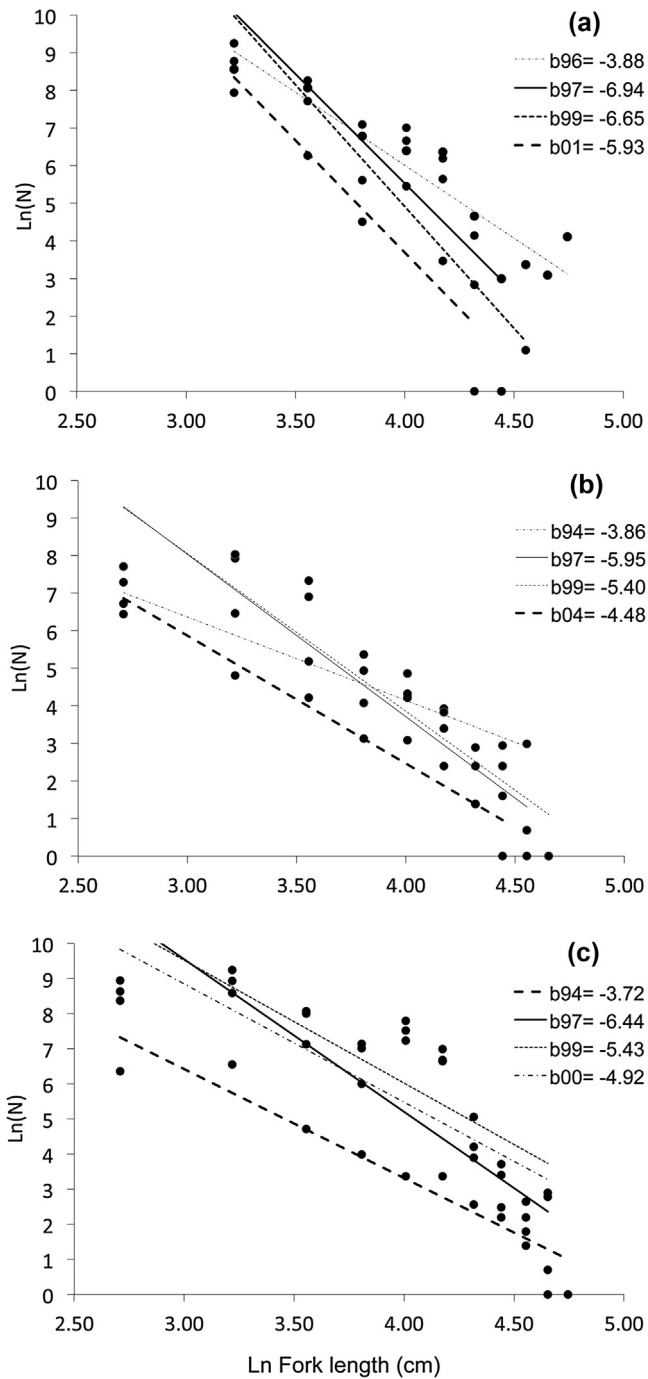 (a)
b96= -3.88
b97= -6.94
b99= -6.65
b01= -5.93
Ln(N)
10
9
8
7
6
5
4
3
2
1
0
2.50 3.00 3.50 4.00 4.50 5.00
(b)
b94= -3.86
b97= -5.95
b99= -5.40
b04= -4.48
Ln(N)
10
9
8
7
6
5
4
3
2
1
0
2.50 3.00 3.50 4.00 4.50 5.00
(c)
b94= -3.72
b97= -6.44
b99= -5.43
b00= -4.92
Ln(N)
10
9
8
7
6
5
4
3
2
1
0
2.50 3.00 3.50 4.00 4.50 5.00
Ln Fork length (cm)